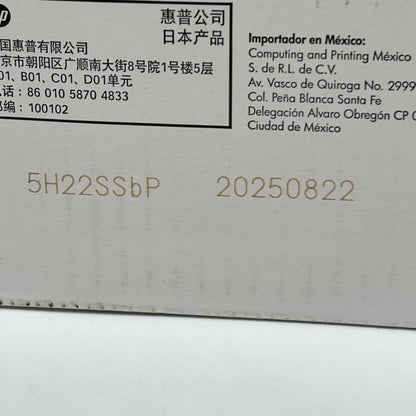 hp
惠普公司
日本产品
国惠普有限公司
京市朝阳区广顺南大街8号院1号楼5层
01, B01, C01, D01单元
电话: 86 010 5870 4833
邮编: 100102
Importador en México:
Computing and Printing México
S. de R.L. de C.V.
Av. Vasco de Quiroga No. 2999
Col. Peña Blanca Santa Fe
Delegación Alvaro Obregón CP 0
Ciudad de México
5H22SSbP 20250822